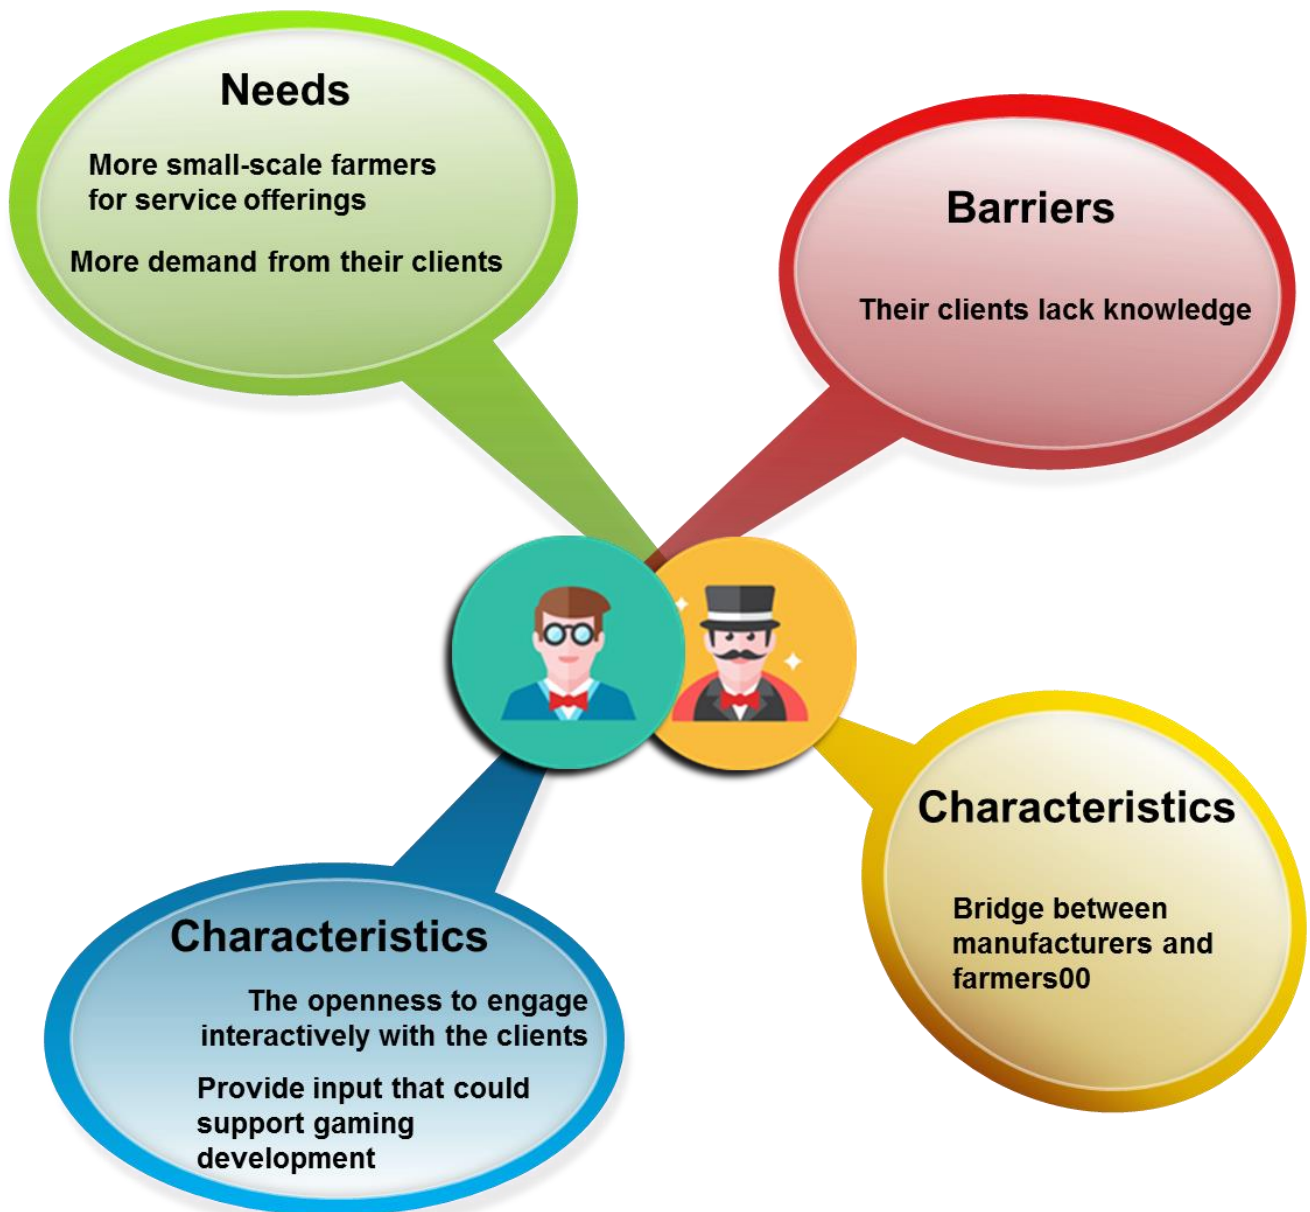 Needs
More small-scale farmers
for service offerings
More demand from their clients
Barriers
Their clients lack knowledge
Characteristics
Bridge between
manufacturers and
farmers00
Characteristics
The openness to engage
interactively with the clients
Provide input that could
support gaming
development